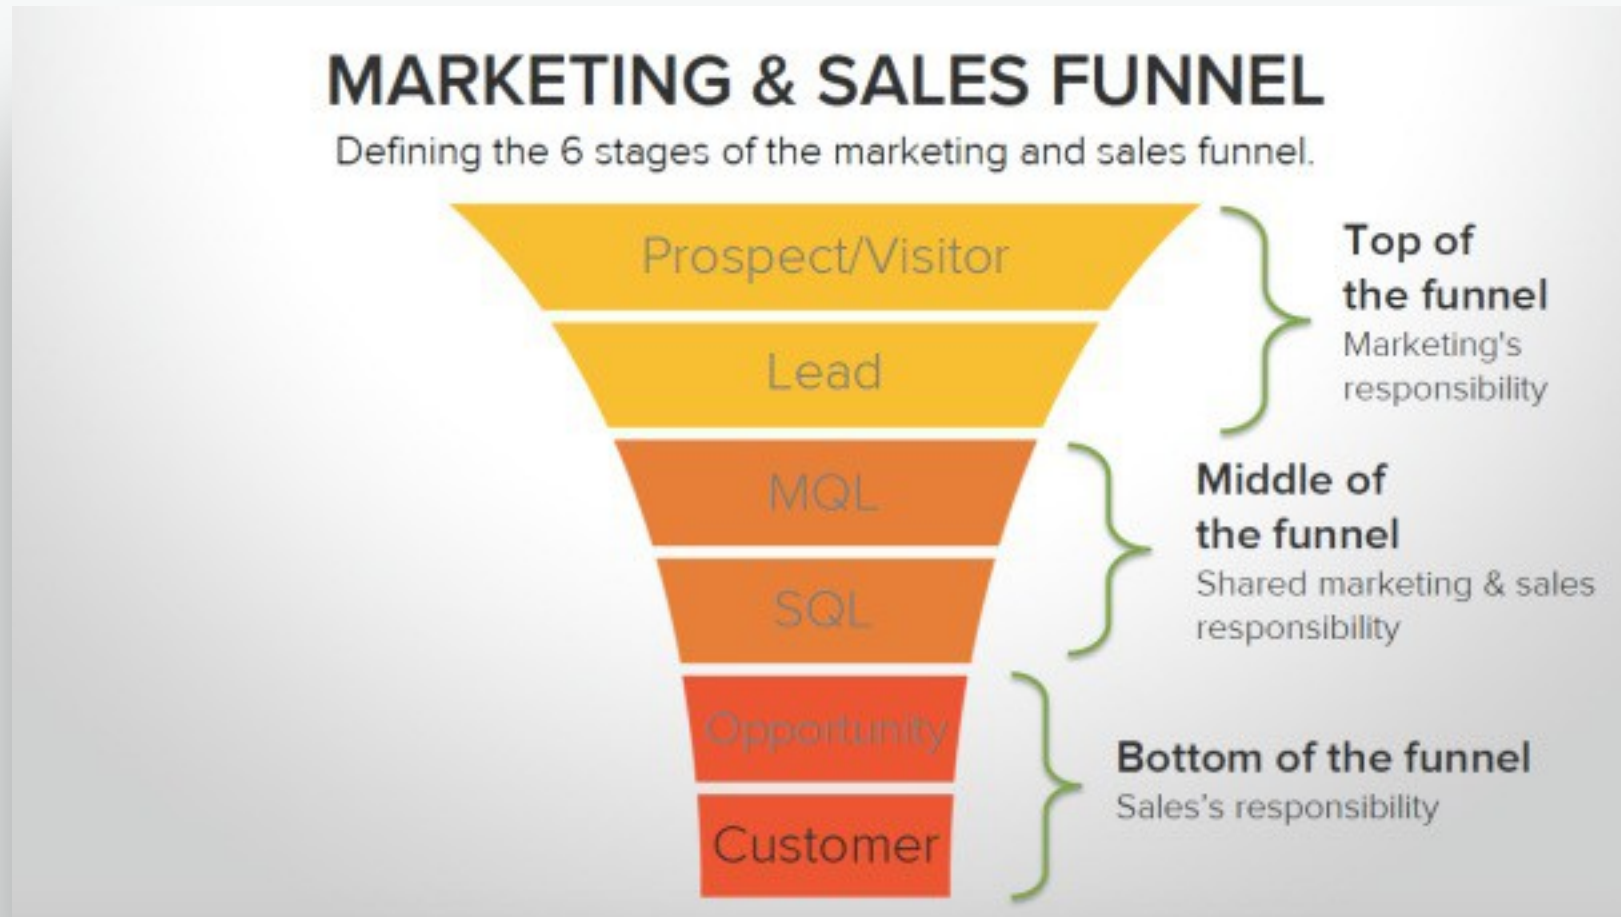 MARKETING & SALES FUNNEL
Defining the 6 stages of the marketing and sales funnel.
Prospect/Visitor
Lead
MQL
SQL
Opportunity
Customer
Top of
the funnel
Marketing's
responsibility
Middle of
the funnel
Shared marketing & sales
responsibility
Bottom of the funnel
Sales’s responsibility